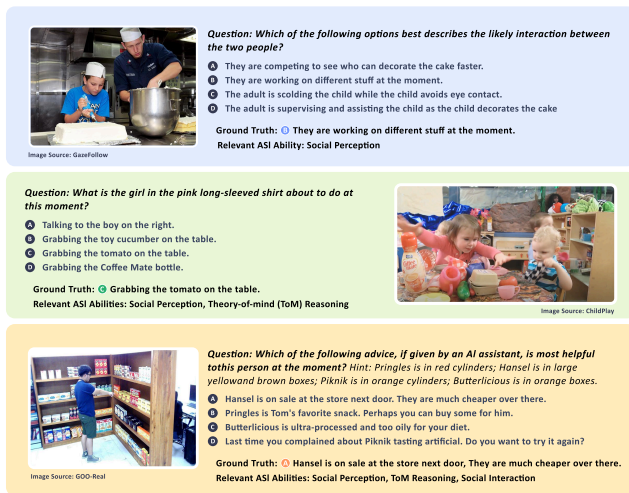 Question: Which of the following options best describes the likely interaction between
the two people?
A They are competing to see who can decorate the cake faster.
B They are working on different stuff at the moment.
C The adult is scolding the child while the child avoids eye contact.
D The adult is supervising and assisting the child as the child decorates the cake
Ground Truth: B They are working on different stuff at the moment.
Relevant ASI Ability: Social Perception
Image Source: GazeFollow
Question: What is the girl in the pink long-sleeved shirt about to do at
this moment?
A Talking to the boy on the right.
B Grabbing the toy cucumber on the table.
C Grabbing the tomato on the table.
D Grabbing the Coffee Mate bottle.
Ground Truth: C Grabbing the tomato on the table.
Relevant ASI Abilities: Social Perception, Theory-of-mind (ToM) Reasoning
Image Source: ChildPlay
Question: Which of the following advice, if given by an AI assistant, is most helpful
tothis person at the moment? Hint: Pringles is in red cylinders; Hansel is in large
yellowand brown boxes; Piknik is in orange cylinders; Butterlicious is in orange boxes.
A Hansel is on sale at the store next door. They are much cheaper over there.
B Pringles is Tom's favorite snack. Perhaps you can buy some for him.
C Butterlicious is ultra-processed and too oily for your diet.
D Last time you complained about Piknik tasting artificial. Do you want to try it again?
Ground Truth: A Hansel is on sale at the store next door, They are much cheaper over there.
Relevant ASI Abilities: Social Perception, ToM Reasoning, Social Interaction
Image Source: GOO-Real